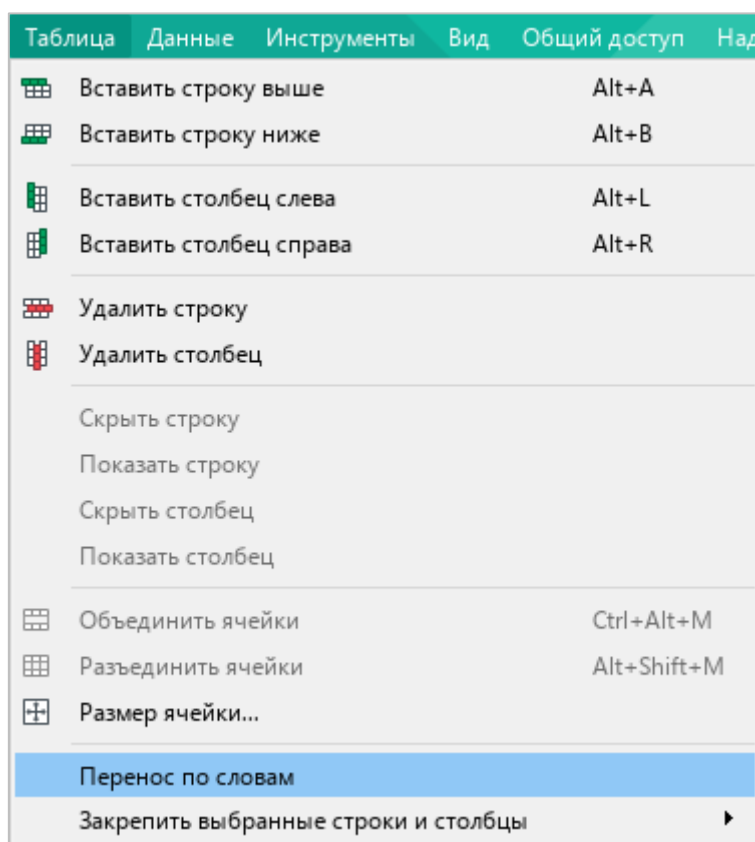 Таблица Данные Инструменты Вид Общий доступ
Вставить строку выше Alt+A
Вставить строку ниже Alt+B
Вставить столбец слева Alt+L
Вставить столбец справа Alt+R
Удалить строку
Удалить столбец
Скрыть строку
Показать строку
Скрыть столбец
Показать столбец
Объединить ячейки Ctrl+Alt+M
Разъединить ячейки Alt+Shift+M
Размер ячейки...
Перенос по словам
Закрепить выбранные строки и столбцы